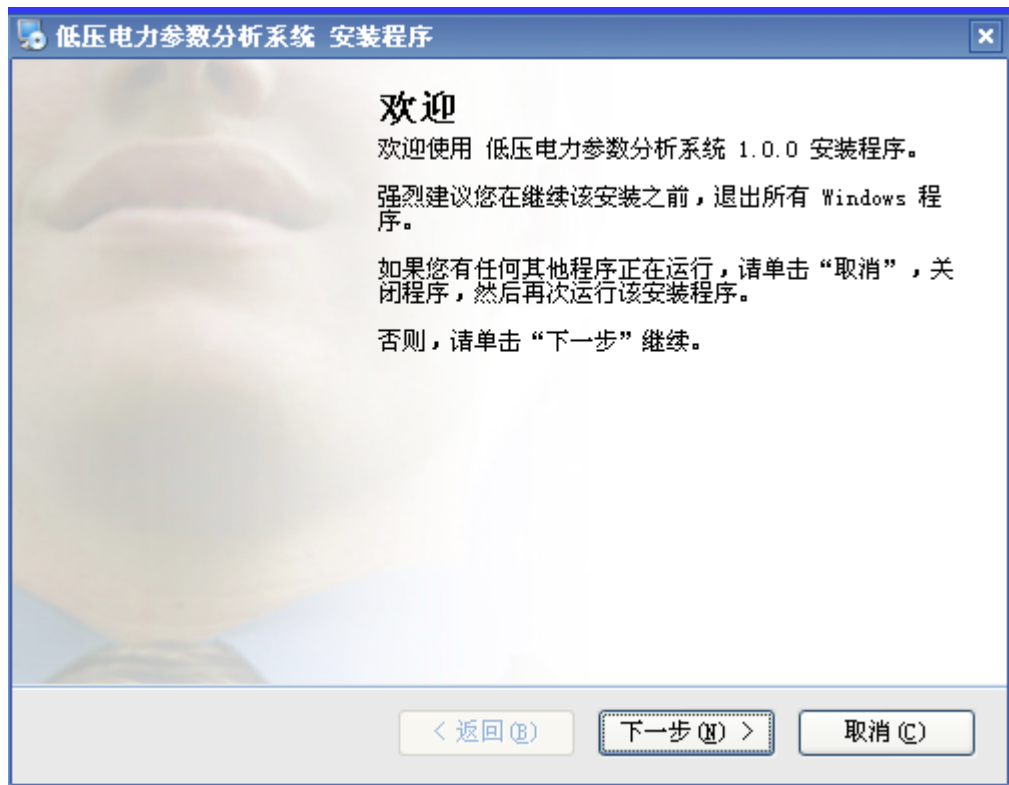 低压电力参数分析系统 安装程序
欢迎
欢迎使用 低压电力参数分析系统 1.0.0 安装程序。
强烈建议您在继续该安装之前，退出所有 Windows 程
序。
如果您有任何其他程序正在运行，请单击“取消”，关
闭程序，然后再次运行该安装程序。
否则，请单击“下一步”继续。
< 返回(B)
下一步(N) >
取消(C)